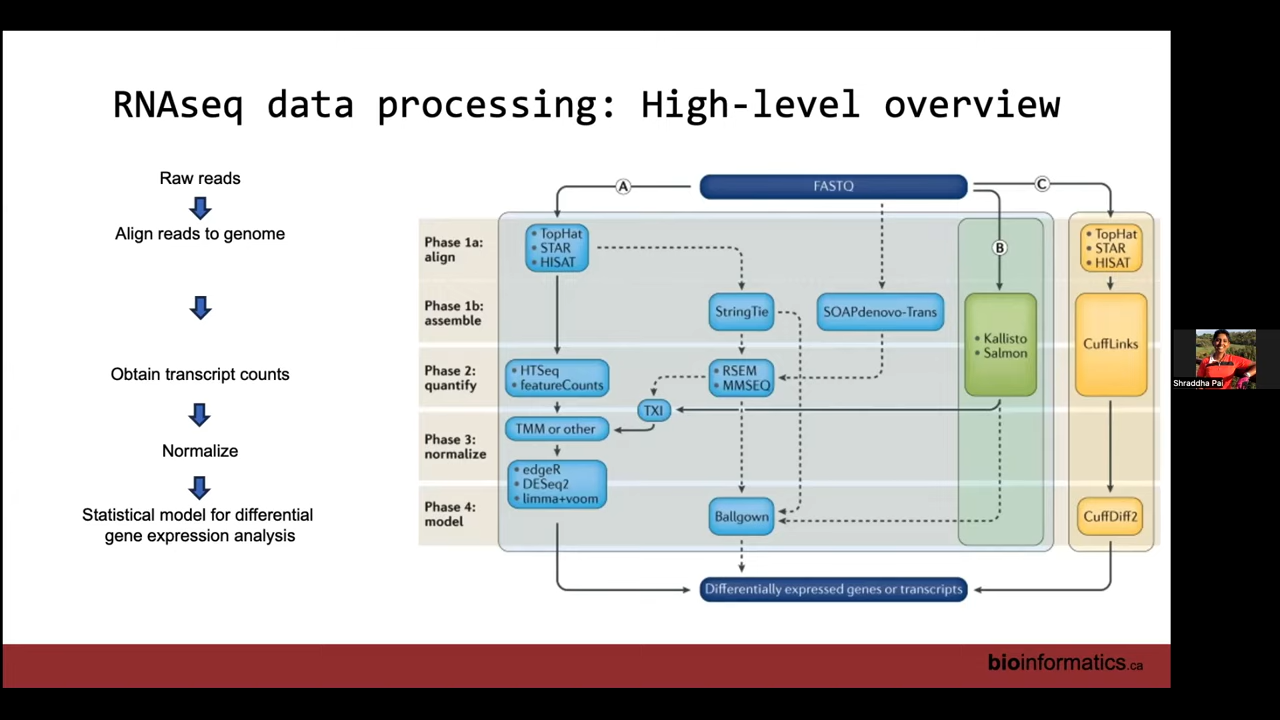 RNAseq data processing: High-level overview
Raw reads
Align reads to genome
Obtain transcript counts
Normalize
Statistical model for differential
gene expression analysis
A
FASTQ
C
B
Phase 1a:
align
• TopHat
• STAR
• HISAT
• TopHat
• STAR
• HISAT
Phase 1b:
assemble
StringTie
SOAPdenovo-Trans
• Kallisto
• Salmon
CuffLinks
Phase 2:
quantify
• HTSeq
• featureCounts
• RSEM
• MMSEQ
TXI
Phase 3:
normalize
TMM or other
• edgeR
• DESeq2
• limma+voom
Phase 4:
model
Ballgown
CuffDiff2
Differentially expressed genes or transcripts
bioinformatics.ca
Shraddha Pai